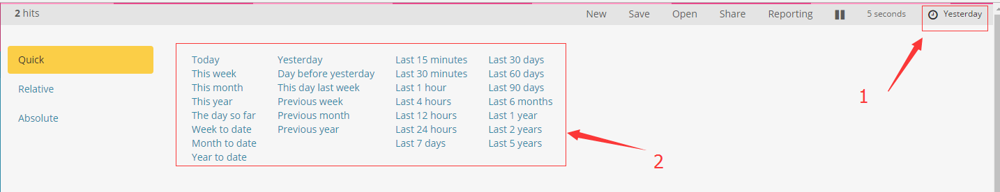 2 hits New Save Open Share Reporting 5 seconds Yesterday
1
Quick
Relative
Absolute
Today Yesterday Last 15 minutes Last 30 days
This week Day before yesterday Last 30 minutes Last 60 days
This month This day last week Last 1 hour Last 90 days
This year Previous week Last 4 hours Last 6 months
The day so far Previous month Last 12 hours Last 1 year
Week to date Previous year Last 24 hours Last 2 years
Month to date Last 7 days Last 5 years
Year to date
2